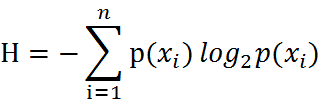 H = − ∑_{i=1}^{n} p(x_i) log_2 p(x_i)